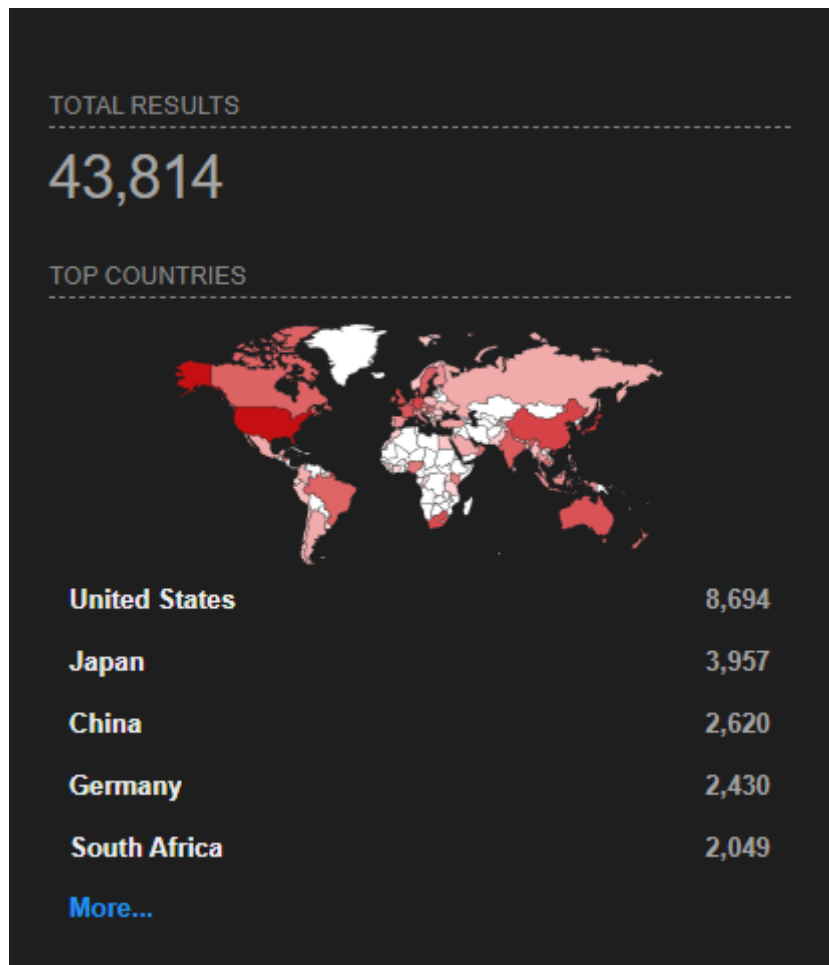 TOTAL RESULTS
43,814
TOP COUNTRIES
United States 8,694
Japan 3,957
China 2,620
Germany 2,430
South Africa 2,049
More...